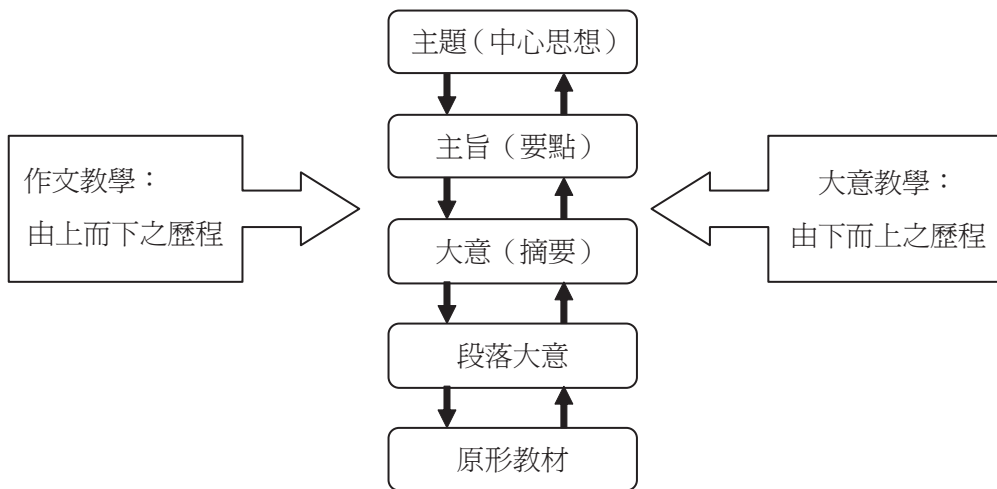 主題（中心思想）
主旨（要點）
作文教學：
由上而下之歷程
大意教學：
由下而上之歷程
大意（摘要）
段落大意
原形教材